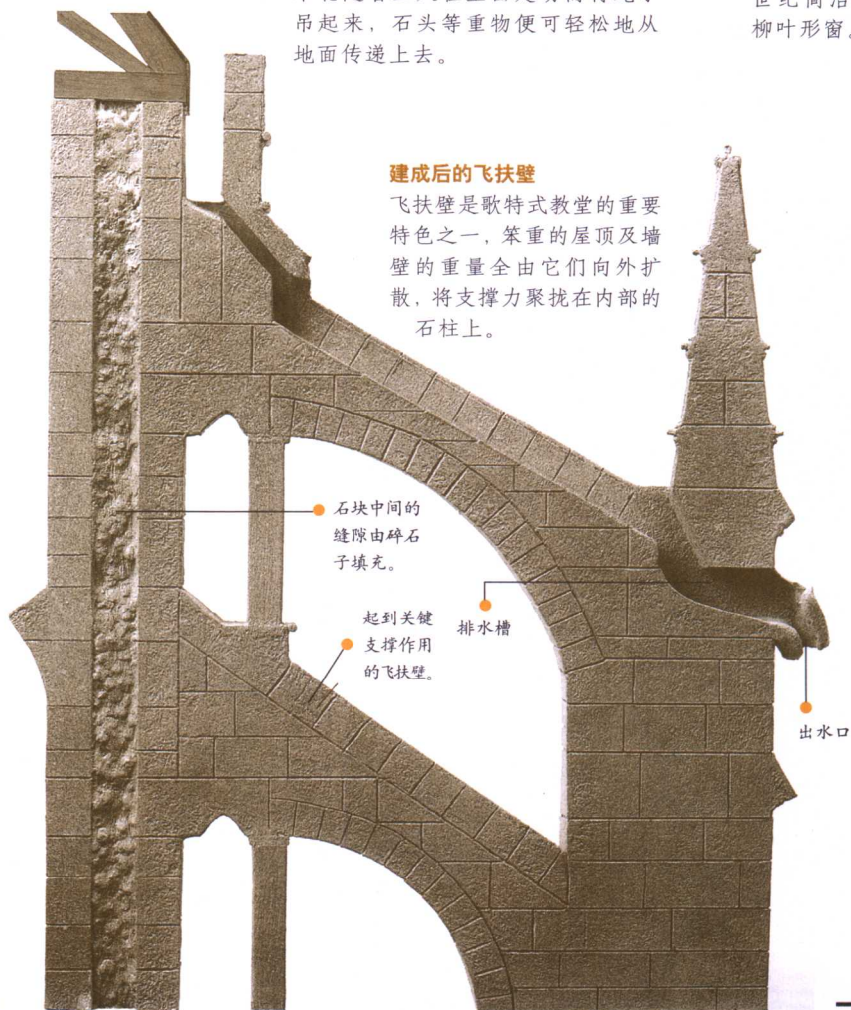 吊起来，石头等重物便可轻松地从
地面传递上去。
柳叶形窗。
建成后的飞扶壁
飞扶壁是歌特式教堂的重要
特色之一，笨重的屋顶及墙
壁的重量全由它们向外扩
散，将支撑力聚拢在内部的
石柱上。
石块中间的
缝隙由碎石
子填充。
起到关键
支撑作用
的飞扶壁。
排水槽
出水口